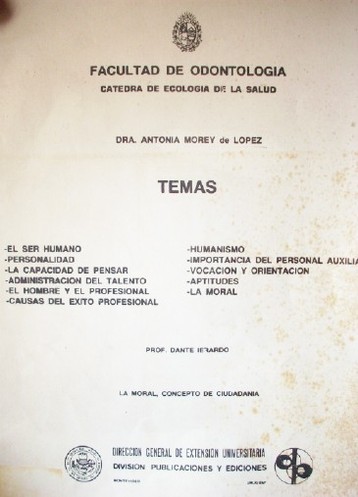 FACULTAD DE ODONTOLOGIA
CATEDRA DE ECOLOGIA DE LA SALUD
DRA. ANTONIA MOREY de LOPEZ
TEMAS
-EL SER HUMANO
-PERSONALIDAD
-LA CAPACIDAD DE PENSAR
-ADMINISTRACION DEL TALENTO
-EL HOMBRE Y EL PROFESIONAL
-CAUSAS DEL EXITO PROFESIONAL
-HUMANISMO
-IMPORTANCIA DEL PERSONAL AUXILIA
-VOCACION Y ORIENTACION
-APTITUDES
-LA MORAL
PROF. DANTE IERARDO
LA MORAL, CONCEPTO DE CIUDADANIA
DIRECCION GENERAL DE EXTENSION UNIVERSITARIA
DIVISION PUBLICACIONES Y EDICIONES
MONTEVIDEO URUGUAY